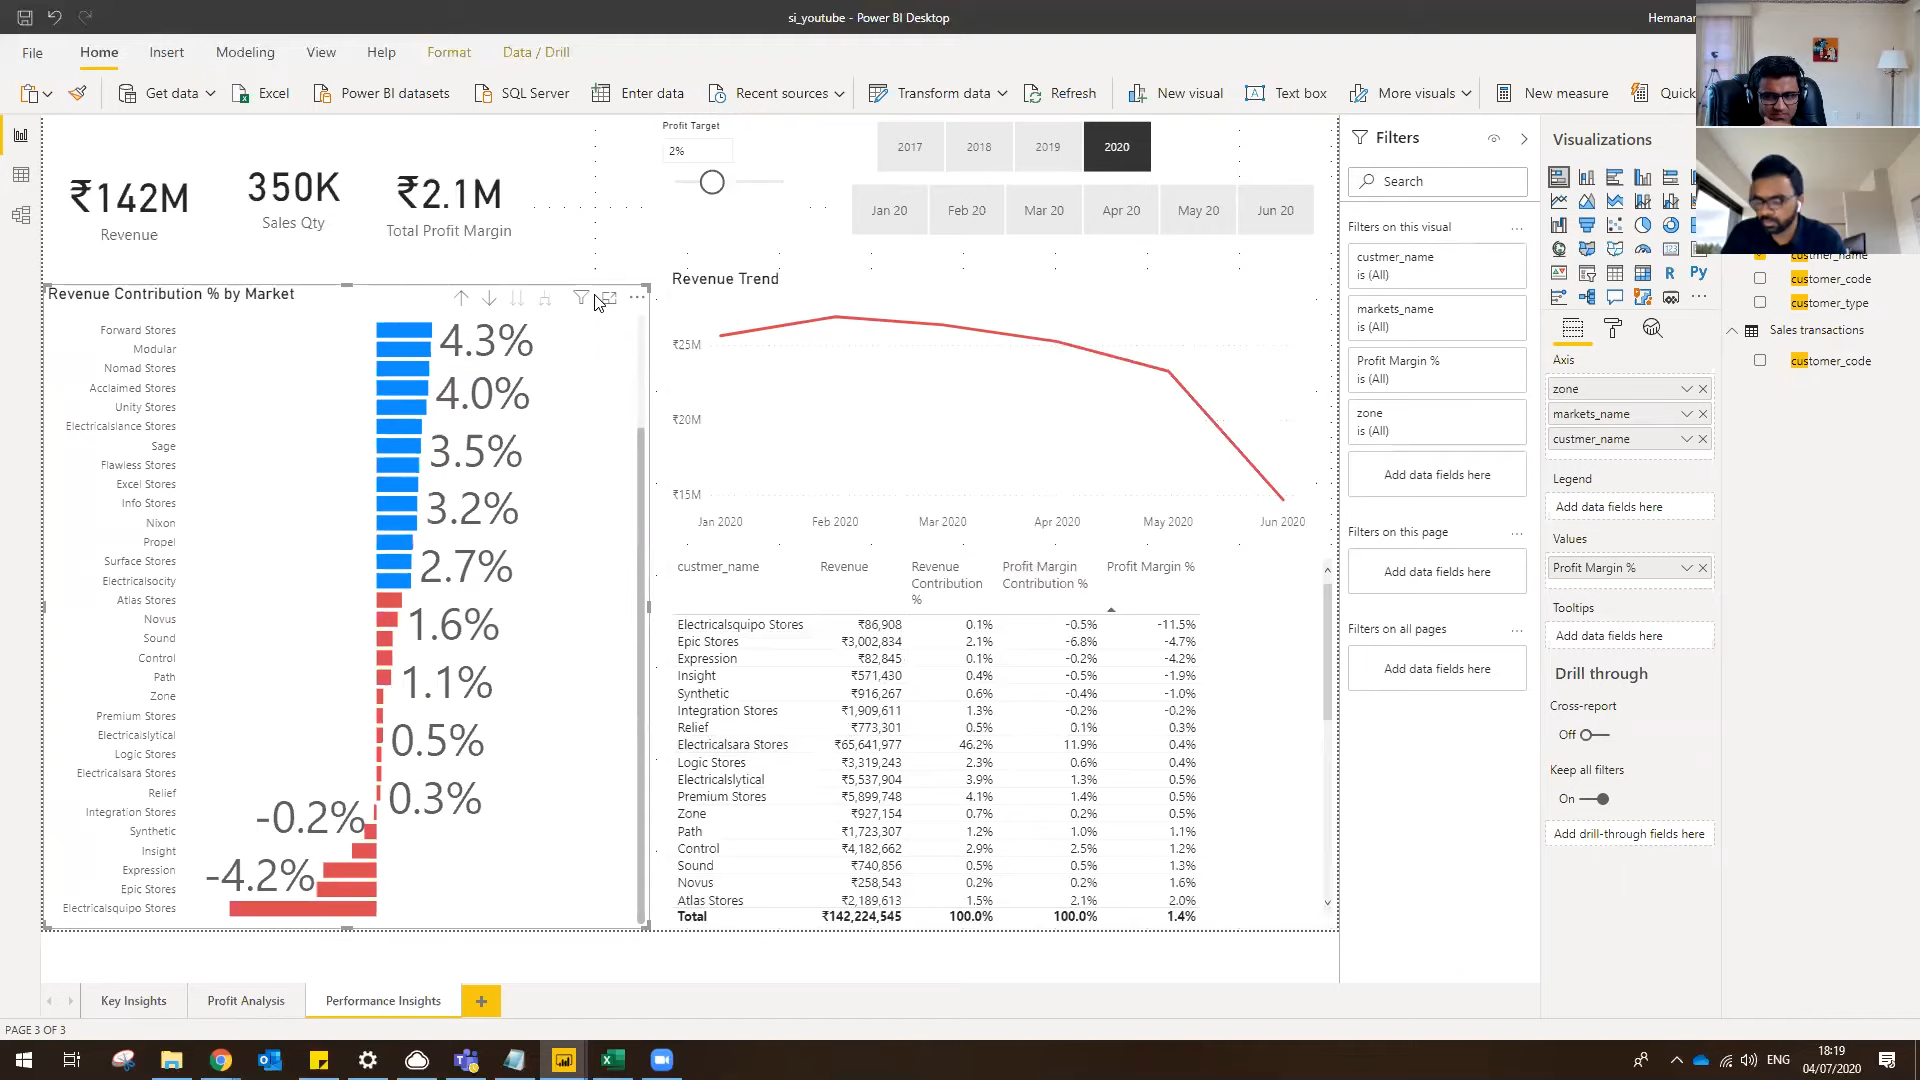 si_youtube - Power BI Desktop
Hemanan
File
Home
Insert
Modeling
View
Help
Format
Data / Drill
Get data
Excel
Power BI datasets
SQL Server
Enter data
Recent sources
Transform data
Refresh
New visual
Text box
More visuals
New measure
Quick
₹142M
Revenue
350K
Sales Qty
₹2.1M
Total Profit Margin
Profit Target
2%
2017
2018
2019
2020
Jan 20
Feb 20
Mar 20
Apr 20
May 20
Jun 20
Revenue Contribution % by Market
Forward Stores
Modular
Nomad Stores
Acclaimed Stores
Unity Stores
Electricalslance Stores
Sage
Flawless Stores
Excel Stores
Info Stores
Nixon
Propel
Surface Stores
Electricalsocity
Atlas Stores
Novus
Sound
Control
Path
Zone
Premium Stores
Electricalslytical
Logic Stores
Electricalsara Stores
Relief
Integration Stores
Synthetic
Insight
Expression
Epic Stores
Electricalsquipo Stores
4.3%
4.0%
3.5%
3.2%
2.7%
1.6%
1.1%
0.5%
0.3%
-0.2%
-4.2%
Revenue Trend
₹25M
₹20M
₹15M
Jan 2020
Feb 2020
Mar 2020
Apr 2020
May 2020
Jun 2020
custmer_name Revenue Revenue Contribution % Profit Margin Contribution % Profit Margin %
Electricalsquipo Stores ₹86,908 0.1% -0.5% -11.5%
Epic Stores ₹3,002,834 2.1% -6.8% -4.7%
Expression ₹82,845 0.1% -0.2% -4.2%
Insight ₹571,430 0.4% -0.5% -1.9%
Synthetic ₹916,267 0.6% -0.4% -1.0%
Integration Stores ₹1,909,611 1.3% -0.2% -0.2%
Relief ₹773,301 0.5% 0.1% 0.3%
Electricalsara Stores ₹65,641,977 46.2% 11.9% 0.4%
Logic Stores ₹3,319,243 2.3% 0.6% 0.4%
Electricalslytical ₹5,537,904 3.9% 1.3% 0.5%
Premium Stores ₹5,899,748 4.1% 1.4% 0.5%
Zone ₹927,154 0.7% 0.2% 0.5%
Path ₹1,723,307 1.2% 1.0% 1.1%
Control ₹4,182,662 2.9% 2.5% 1.2%
Sound ₹740,856 0.5% 0.5% 1.3%
Novus ₹258,543 0.2% 0.2% 1.6%
Atlas Stores ₹2,189,613 1.5% 2.1% 2.0%
Total ₹142,224,545 100.0% 100.0% 1.4%
Filters
Search
Filters on this visual
custmer_name
is (All)
markets_name
is (All)
Profit Margin %
is (All)
zone
is (All)
Add data fields here
Filters on this page
Add data fields here
Filters on all pages
Add data fields here
Visualizations
R
Py
123
Axis
zone
markets_name
custmer_name
Legend
Add data fields here
Values
Profit Margin %
Tooltips
Add data fields here
Drill through
Cross-report
Off
Keep all filters
On
Add drill-through fields here
custmer_name
customer_code
customer_type
Sales transactions
customer_code
Key Insights
Profit Analysis
Performance Insights
PAGE 3 OF 3
ENG
18:19
04/07/2020